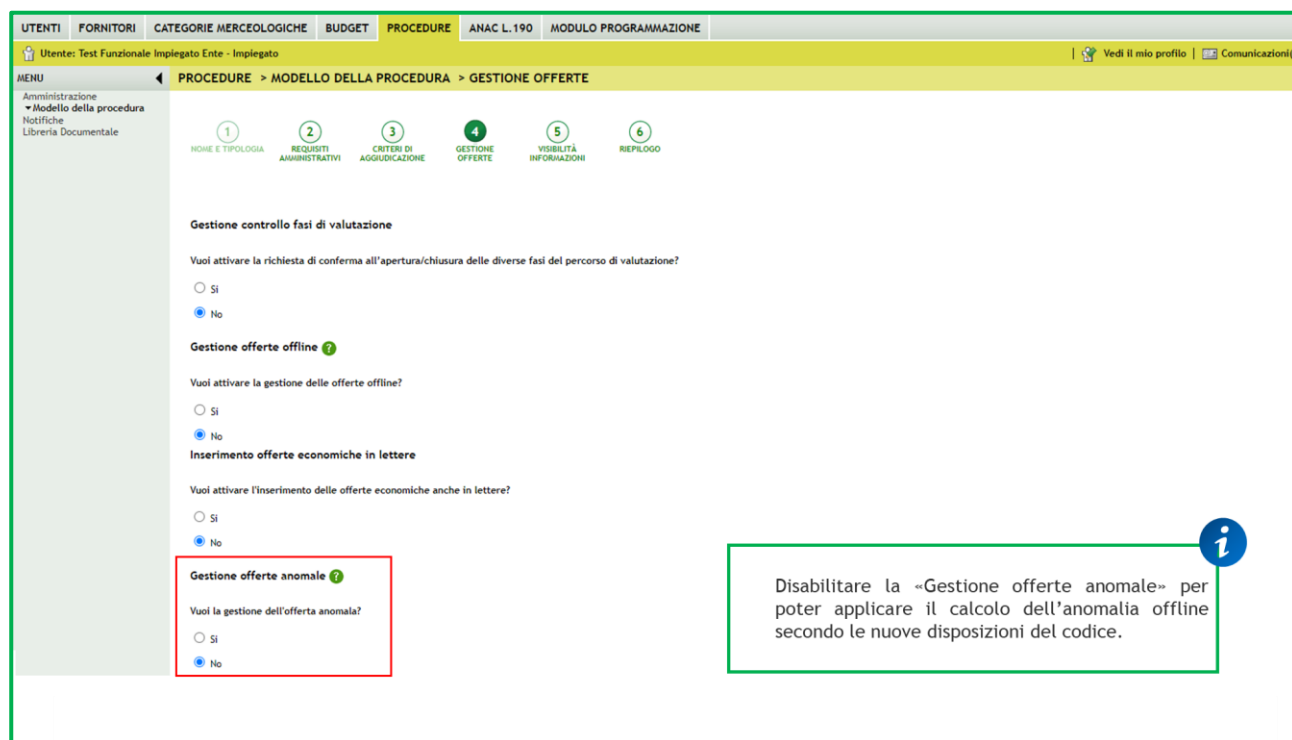 UTENTI FORNITORI CATEGORIE MERCEOLOGICHE BUDGET PROCEDURE ANAC L.190 MODULO PROGRAMMAZIONE
Utente: Test Funzionale Impiegato Ente - Impiegato | Vedi il mio profilo | Comunicazioni(
MENU PROCEDURE > MODELLO DELLA PROCEDURA > GESTIONE OFFERTE
Amministrazione
Modello della procedura
Notifiche
Libreria Documentale
1 2 3 4 5 6
NOME E TIPOLOGIA REQUISITI AMMINISTRATIVI CRITERI DI AGGIUDICAZIONE GESTIONE OFFERTE VISIBILITÀ INFORMAZIONI RIEPILOGO
Gestione controllo fasi di valutazione
Vuoi attivare la richiesta di conferma all'apertura/chiusura delle diverse fasi del percorso di valutazione?
Si
No
Gestione offerte offline ?
Vuoi attivare la gestione delle offerte offline?
Si
No
Inserimento offerte economiche in lettere
Vuoi attivare l'inserimento delle offerte economiche anche in lettere?
Si
No
Gestione offerte anomale ?
Vuoi la gestione dell'offerta anomala?
Si
No
i
Disabilitare la «Gestione offerte anomale» per
poter applicare il calcolo dell'anomalia offline
secondo le nuove disposizioni del codice.